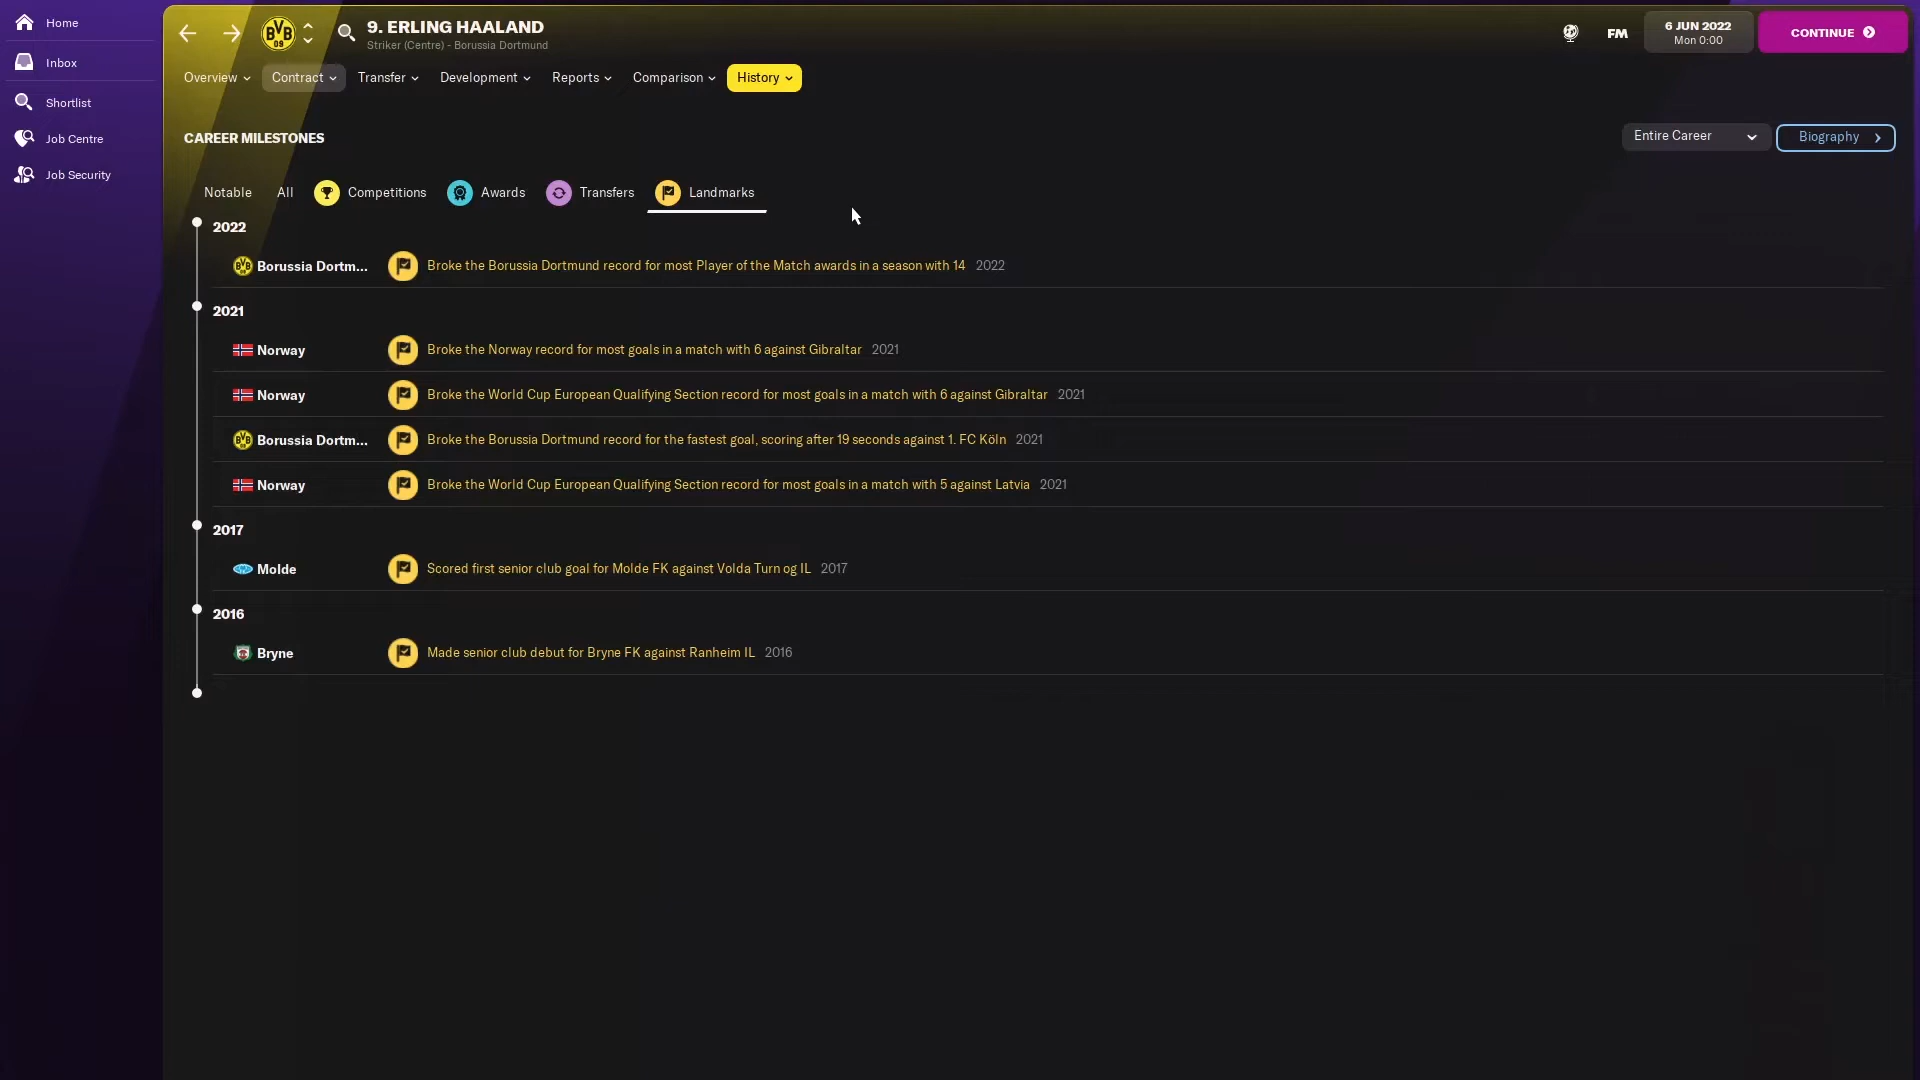 Home
Inbox
Shortlist
Job Centre
Job Security
BVB
09
9. ERLING HAALAND
Striker (Centre) - Borussia Dortmund
FM
6 JUN 2022
Mon 0:00
CONTINUE
Overview
Contract
Transfer
Development
Reports
Comparison
History
CAREER MILESTONES
Entire Career
Biography
Notable
All
Competitions
Awards
Transfers
Landmarks
2022
Borussia Dortm... Broke the Borussia Dortmund record for most Player of the Match awards in a season with 14 2022
2021
Norway Broke the Norway record for most goals in a match with 6 against Gibraltar 2021
Norway Broke the World Cup European Qualifying Section record for most goals in a match with 6 against Gibraltar 2021
Borussia Dortm... Broke the Borussia Dortmund record for the fastest goal, scoring after 19 seconds against 1. FC Köln 2021
Norway Broke the World Cup European Qualifying Section record for most goals in a match with 5 against Latvia 2021
2017
Molde Scored first senior club goal for Molde FK against Volda Turn og IL 2017
2016
Bryne Made senior club debut for Bryne FK against Ranheim IL 2016